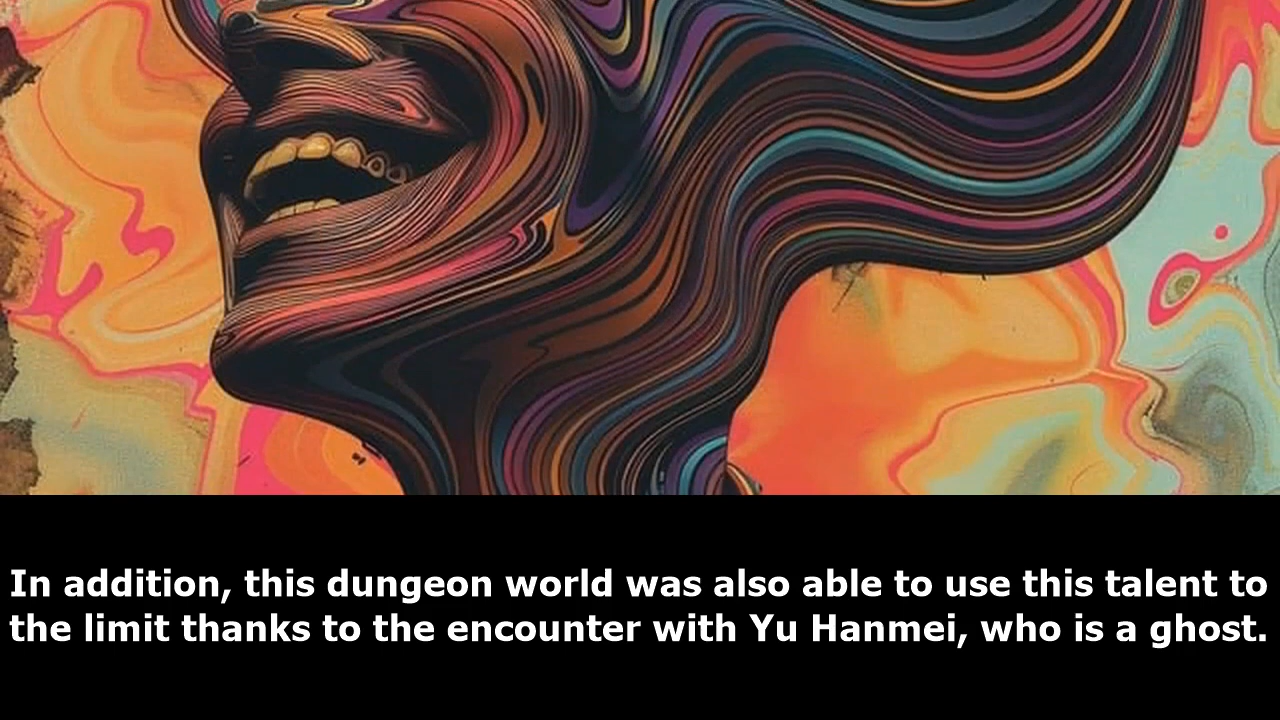 In addition, this dungeon world was also able to use this talent to
the limit thanks to the encounter with Yu Hanmei, who is a ghost.